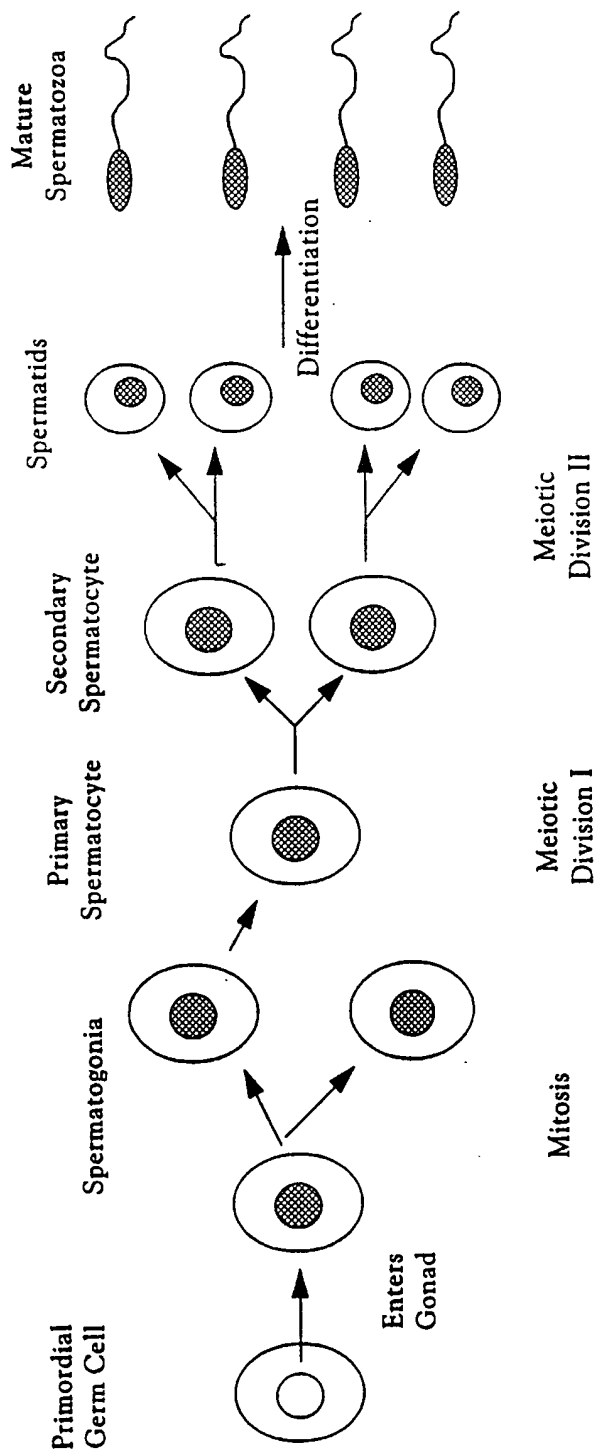 Primordial
Germ Cell
Spermatogonia
Primary
Spermatocyte
Secondary
Spermatocyte
Spermatids
Mature
Spermatozoa
Enters
Gonad
Differentiation
Mitosis
Meiotic
Division I
Meiotic
Division II